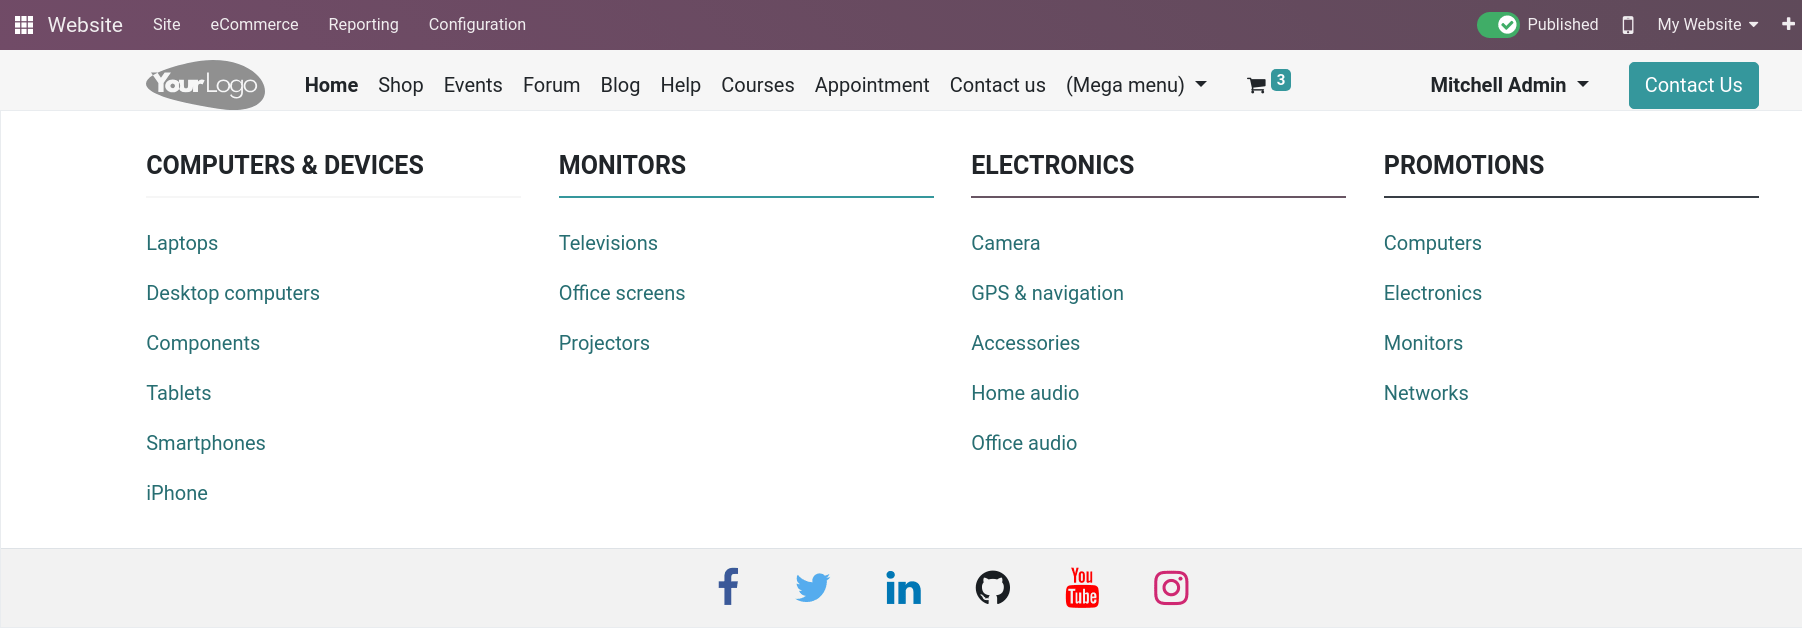 Website Site eCommerce Reporting Configuration Published My Website
YourLogo Home Shop Events Forum Blog Help Courses Appointment Contact us (Mega menu) 3 Mitchell Admin Contact Us
COMPUTERS & DEVICES MONITORS ELECTRONICS PROMOTIONS
Laptops Televisions Camera Computers
Desktop computers Office screens GPS & navigation Electronics
Components Projectors Accessories Monitors
Tablets Home audio Networks
Smartphones Office audio
iPhone
You
Tube